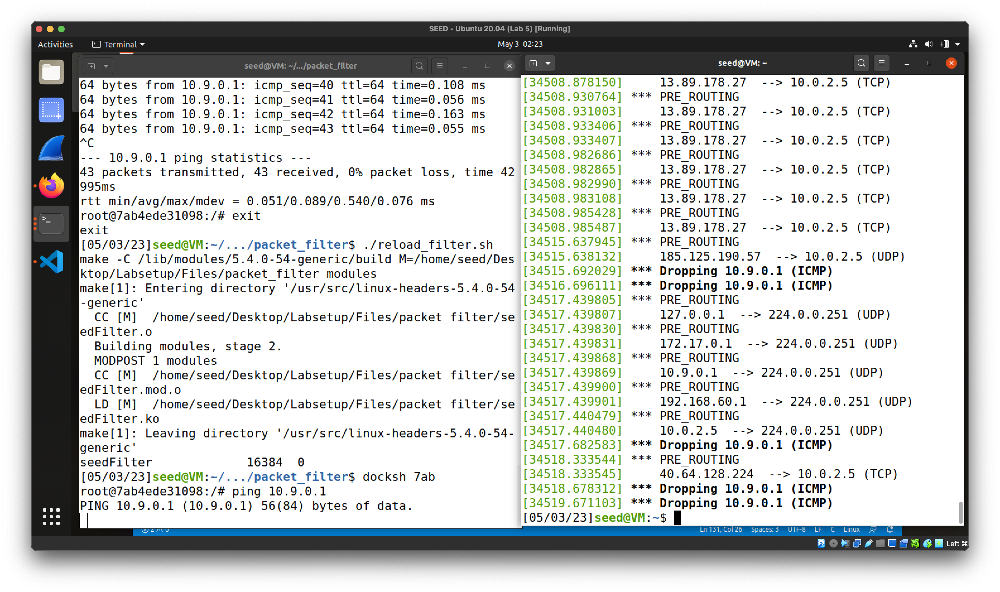 SEED - Ubuntu 20.04 (Lab 5) [Running]
Activities
Terminal
May 3 02:23
seed@VM: ~/.../packet_filter
64 bytes from 10.9.0.1: icmp_seq=40 ttl=64 time=0.108 ms
64 bytes from 10.9.0.1: icmp_seq=41 ttl=64 time=0.056 ms
64 bytes from 10.9.0.1: icmp_seq=42 ttl=64 time=0.163 ms
64 bytes from 10.9.0.1: icmp_seq=43 ttl=64 time=0.055 ms
^C
--- 10.9.0.1 ping statistics ---
43 packets transmitted, 43 received, 0% packet loss, time 42
995ms
rtt min/avg/max/mdev = 0.051/0.089/0.540/0.076 ms
root@7ab4ede31098:/# exit
exit
[05/03/23]seed@VM:~/.../packet_filter$ ./reload_filter.sh
make -C /lib/modules/5.4.0-54-generic/build M=/home/seed/Des
ktop/Labsetup/Files/packet_filter modules
make[1]: Entering directory '/usr/src/linux-headers-5.4.0-54
-generic'
CC [M]  /home/seed/Desktop/Labsetup/Files/packet_filter/se
edFilter.o
Building modules, stage 2.
MODPOST 1 modules
CC [M]  /home/seed/Desktop/Labsetup/Files/packet_filter/se
edFilter.mod.o
LD [M]  /home/seed/Desktop/Labsetup/Files/packet_filter/se
edFilter.ko
make[1]: Leaving directory '/usr/src/linux-headers-5.4.0-54-
generic'
seedFilter             16384  0
[05/03/23]seed@VM:~/.../packet_filter$ docksh 7ab
root@7ab4ede31098:/# ping 10.9.0.1
PING 10.9.0.1 (10.9.0.1) 56(84) bytes of data.
seed@VM: ~
[34508.878150]     13.89.178.27  --> 10.0.2.5 (TCP)
[34508.930764] *** PRE_ROUTING
[34508.931003]     13.89.178.27  --> 10.0.2.5 (TCP)
[34508.933406] *** PRE_ROUTING
[34508.933407]     13.89.178.27  --> 10.0.2.5 (TCP)
[34508.982686] *** PRE_ROUTING
[34508.982865]     13.89.178.27  --> 10.0.2.5 (TCP)
[34508.982990] *** PRE_ROUTING
[34508.983108]     13.89.178.27  --> 10.0.2.5 (TCP)
[34508.985428] *** PRE_ROUTING
[34508.985487]     13.89.178.27  --> 10.0.2.5 (TCP)
[34515.637945] *** PRE_ROUTING
[34515.638132]     185.125.190.57  --> 10.0.2.5 (UDP)
[34515.692029] *** Dropping 10.9.0.1 (ICMP)
[34516.696111] *** Dropping 10.9.0.1 (ICMP)
[34517.439805] *** PRE_ROUTING
[34517.439807]     127.0.0.1  --> 224.0.0.251 (UDP)
[34517.439830] *** PRE_ROUTING
[34517.439831]     172.17.0.1  --> 224.0.0.251 (UDP)
[34517.439868] *** PRE_ROUTING
[34517.439869]     10.9.0.1  --> 224.0.0.251 (UDP)
[34517.439900] *** PRE_ROUTING
[34517.439901]     192.168.60.1  --> 224.0.0.251 (UDP)
[34517.440479] *** PRE_ROUTING
[34517.440480]     10.0.2.5  --> 224.0.0.251 (UDP)
[34517.682583] *** Dropping 10.9.0.1 (ICMP)
[34518.333544] *** PRE_ROUTING
[34518.333545]     40.64.128.224  --> 10.0.2.5 (TCP)
[34518.678312] *** Dropping 10.9.0.1 (ICMP)
[34519.671103] *** Dropping 10.9.0.1 (ICMP)
[05/03/23]seed@VM:~$
Ln 131, Col 26 Spaces: 3 UTF-8 LF C Linux
Left ⌘